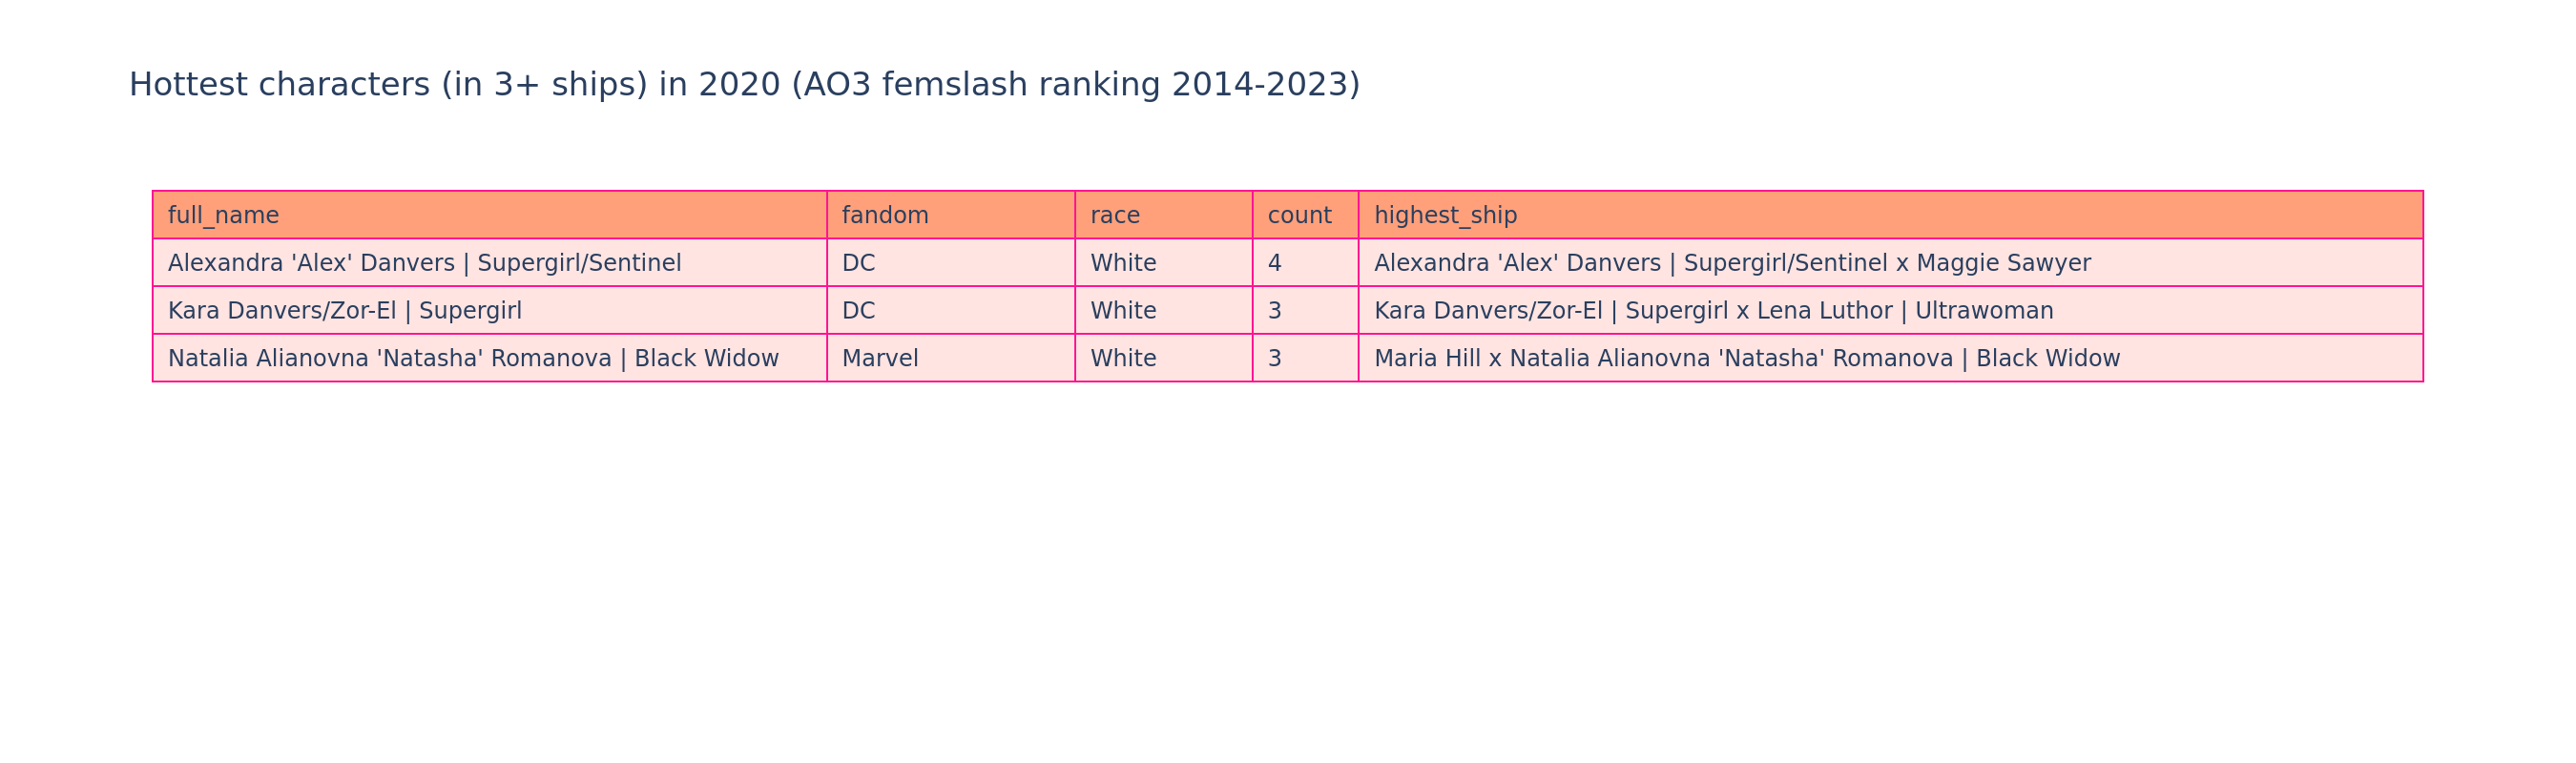 Hottest characters (in 3+ ships) in 2020 (AO3 femslash ranking 2014-2023)
full_name fandom race count highest_ship
Alexandra 'Alex' Danvers | Supergirl/Sentinel DC White 4 Alexandra 'Alex' Danvers | Supergirl/Sentinel x Maggie Sawyer
Kara Danvers/Zor-El | Supergirl DC White 3 Kara Danvers/Zor-El | Supergirl x Lena Luthor | Ultrawoman
Natalia Alianovna 'Natasha' Romanova | Black Widow Marvel White 3 Maria Hill x Natalia Alianovna 'Natasha' Romanova | Black Widow